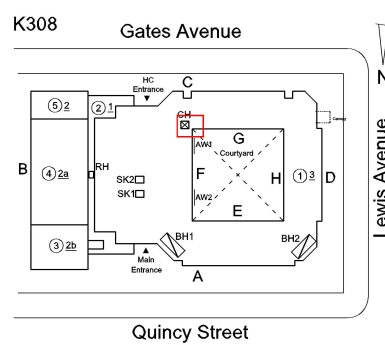 K308
Gates Avenue
N
HC
Entrance
C
5 2
2 1
CH
G
AW1
Courtyard
B
RH
4 2a
SK2
SK1
F
H
1 3
D
AW2
E
Lewis Avenue
3 2b
BH1
BH2
Main
Entrance
A
Quincy Street